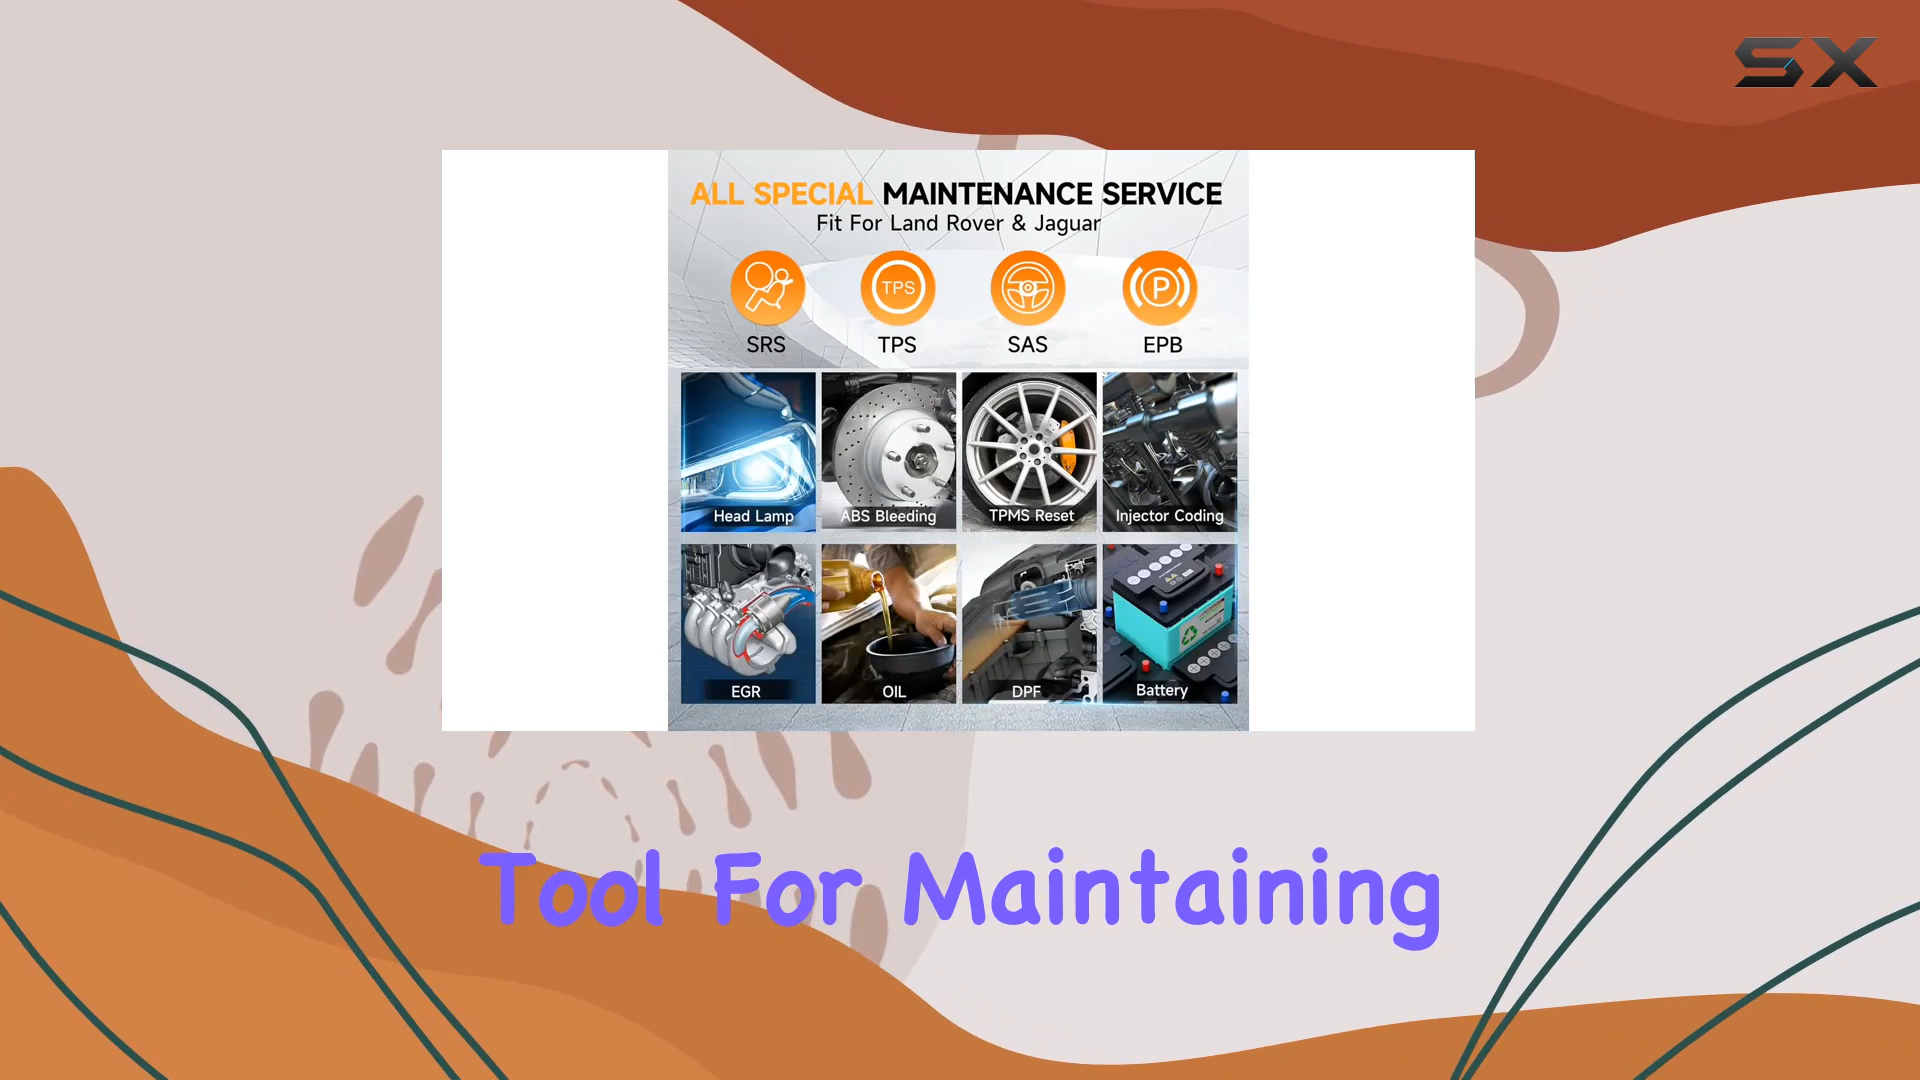 SX
ALL SPECIAL MAINTENANCE SERVICE
Fit For Land Rover & Jaguar
TPS
P
SRS TPS SAS EPB
Head Lamp ABS Bleeding TPMS Reset Injector Coding
EGR OIL DPF Battery
Tool For Maintaining